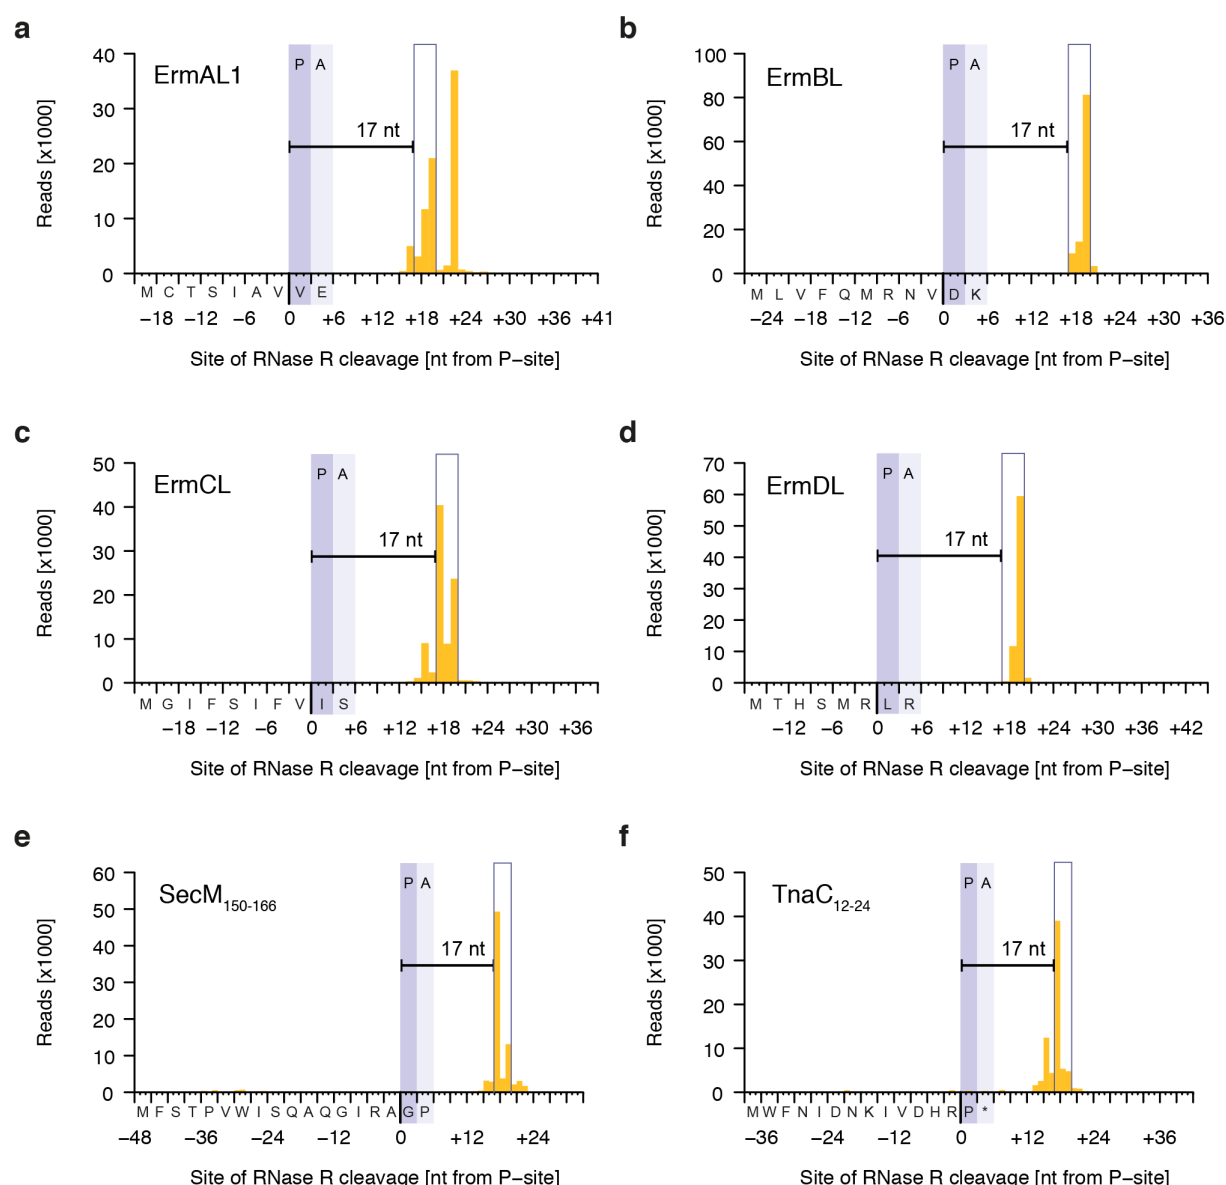 a
ErmAL1
P A
17 nt
Reads [x1000]
40
30
20
10
0
M C T S I A V V E
−18 −12 −6 0 +6 +12 +18 +24 +30 +36 +41
Site of RNase R cleavage [nt from P−site]
b
ErmBL
P A
17 nt
Reads [x1000]
100
80
60
40
20
0
M L V F Q M R N V D K
−24 −18 −12 −6 0 +6 +12 +18 +24 +30 +36
Site of RNase R cleavage [nt from P−site]
c
ErmCL
P A
17 nt
Reads [x1000]
50
40
30
20
10
0
M G I F S I F V I S
−18 −12 −6 0 +6 +12 +18 +24 +30 +36
Site of RNase R cleavage [nt from P−site]
d
ErmDL
P A
17 nt
Reads [x1000]
70
60
50
40
30
20
10
0
M T H S M R L R
−12 −6 0 +6 +12 +18 +24 +30 +36 +42
Site of RNase R cleavage [nt from P−site]
e
SecM150-166
P A
17 nt
Reads [x1000]
60
50
40
30
20
10
0
M F S T P V W I S Q A Q G I R A G P
−48 −36 −24 −12 0 +12 +24
Site of RNase R cleavage [nt from P−site]
f
TnaC12-24
P A
17 nt
Reads [x1000]
50
40
30
20
10
0
M W F N I D N K I V D H R P *
−36 −24 −12 0 +12 +24 +36
Site of RNase R cleavage [nt from P−site]